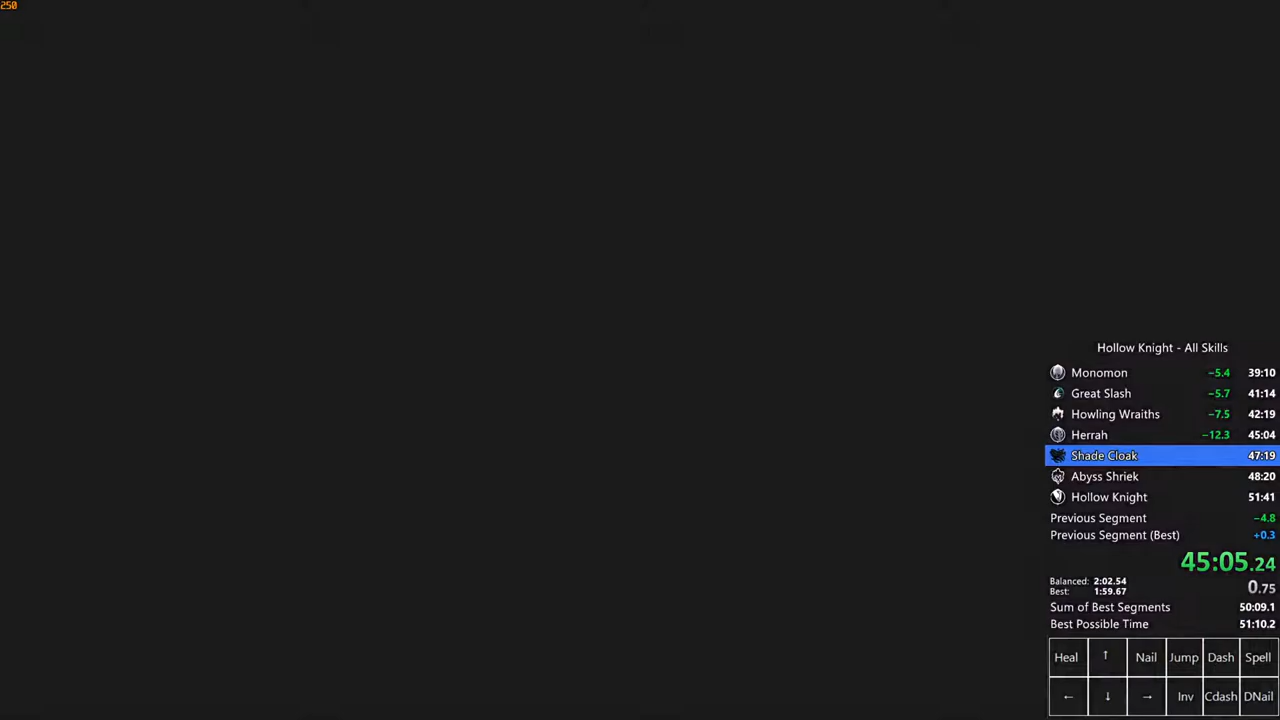 250
Hollow Knight - All Skills
Monomon −5.4 39:10
Great Slash −5.7 41:14
Howling Wraiths −7.5 42:19
Herrah −12.3 45:04
Shade Cloak 47:19
Abyss Shriek 48:20
Hollow Knight 51:41
Previous Segment −4.8
Previous Segment (Best) +0.3
45:05.24
Balanced: 2:02.54
Best: 1:59.67
0.75
Sum of Best Segments 50:09.1
Best Possible Time 51:10.2
Heal ↑ Nail Jump Dash Spell
← ↓ → Inv Cdash DNail